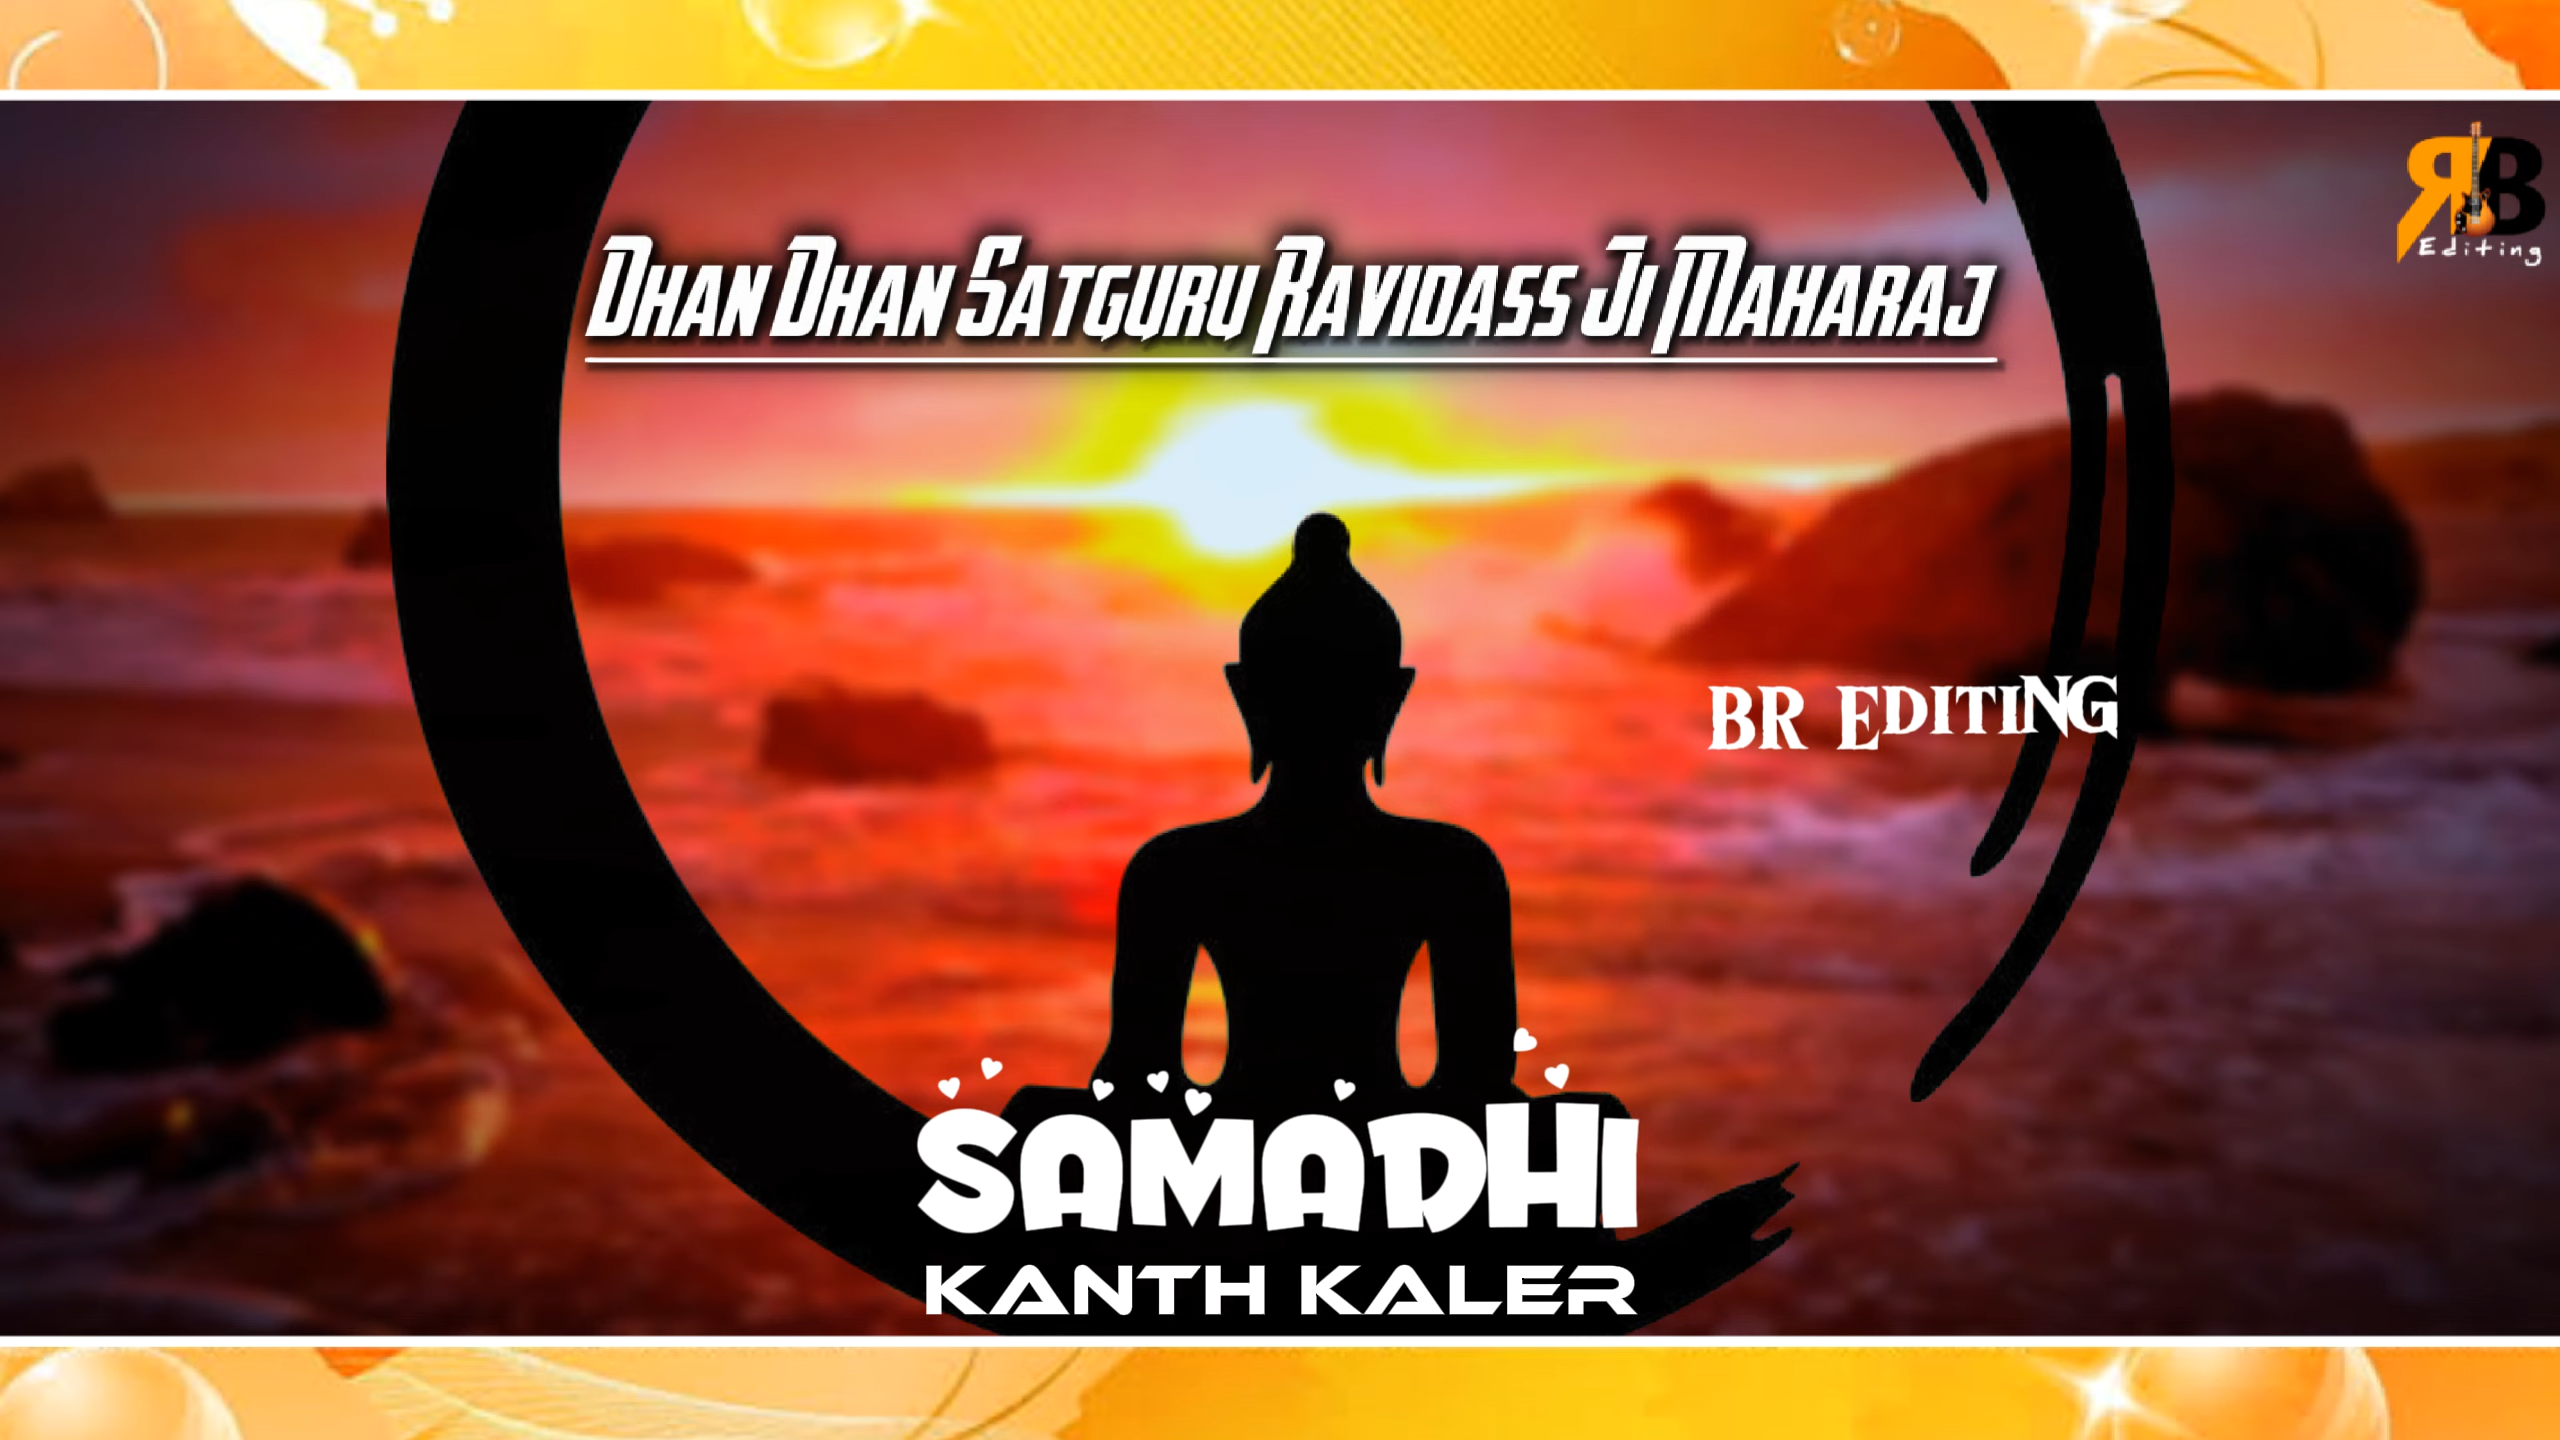 RB
Editing
Dhan Dhan Satguru Ravidass Ji Maharaj
BR Editing
SAMADHI
KANTH KALER